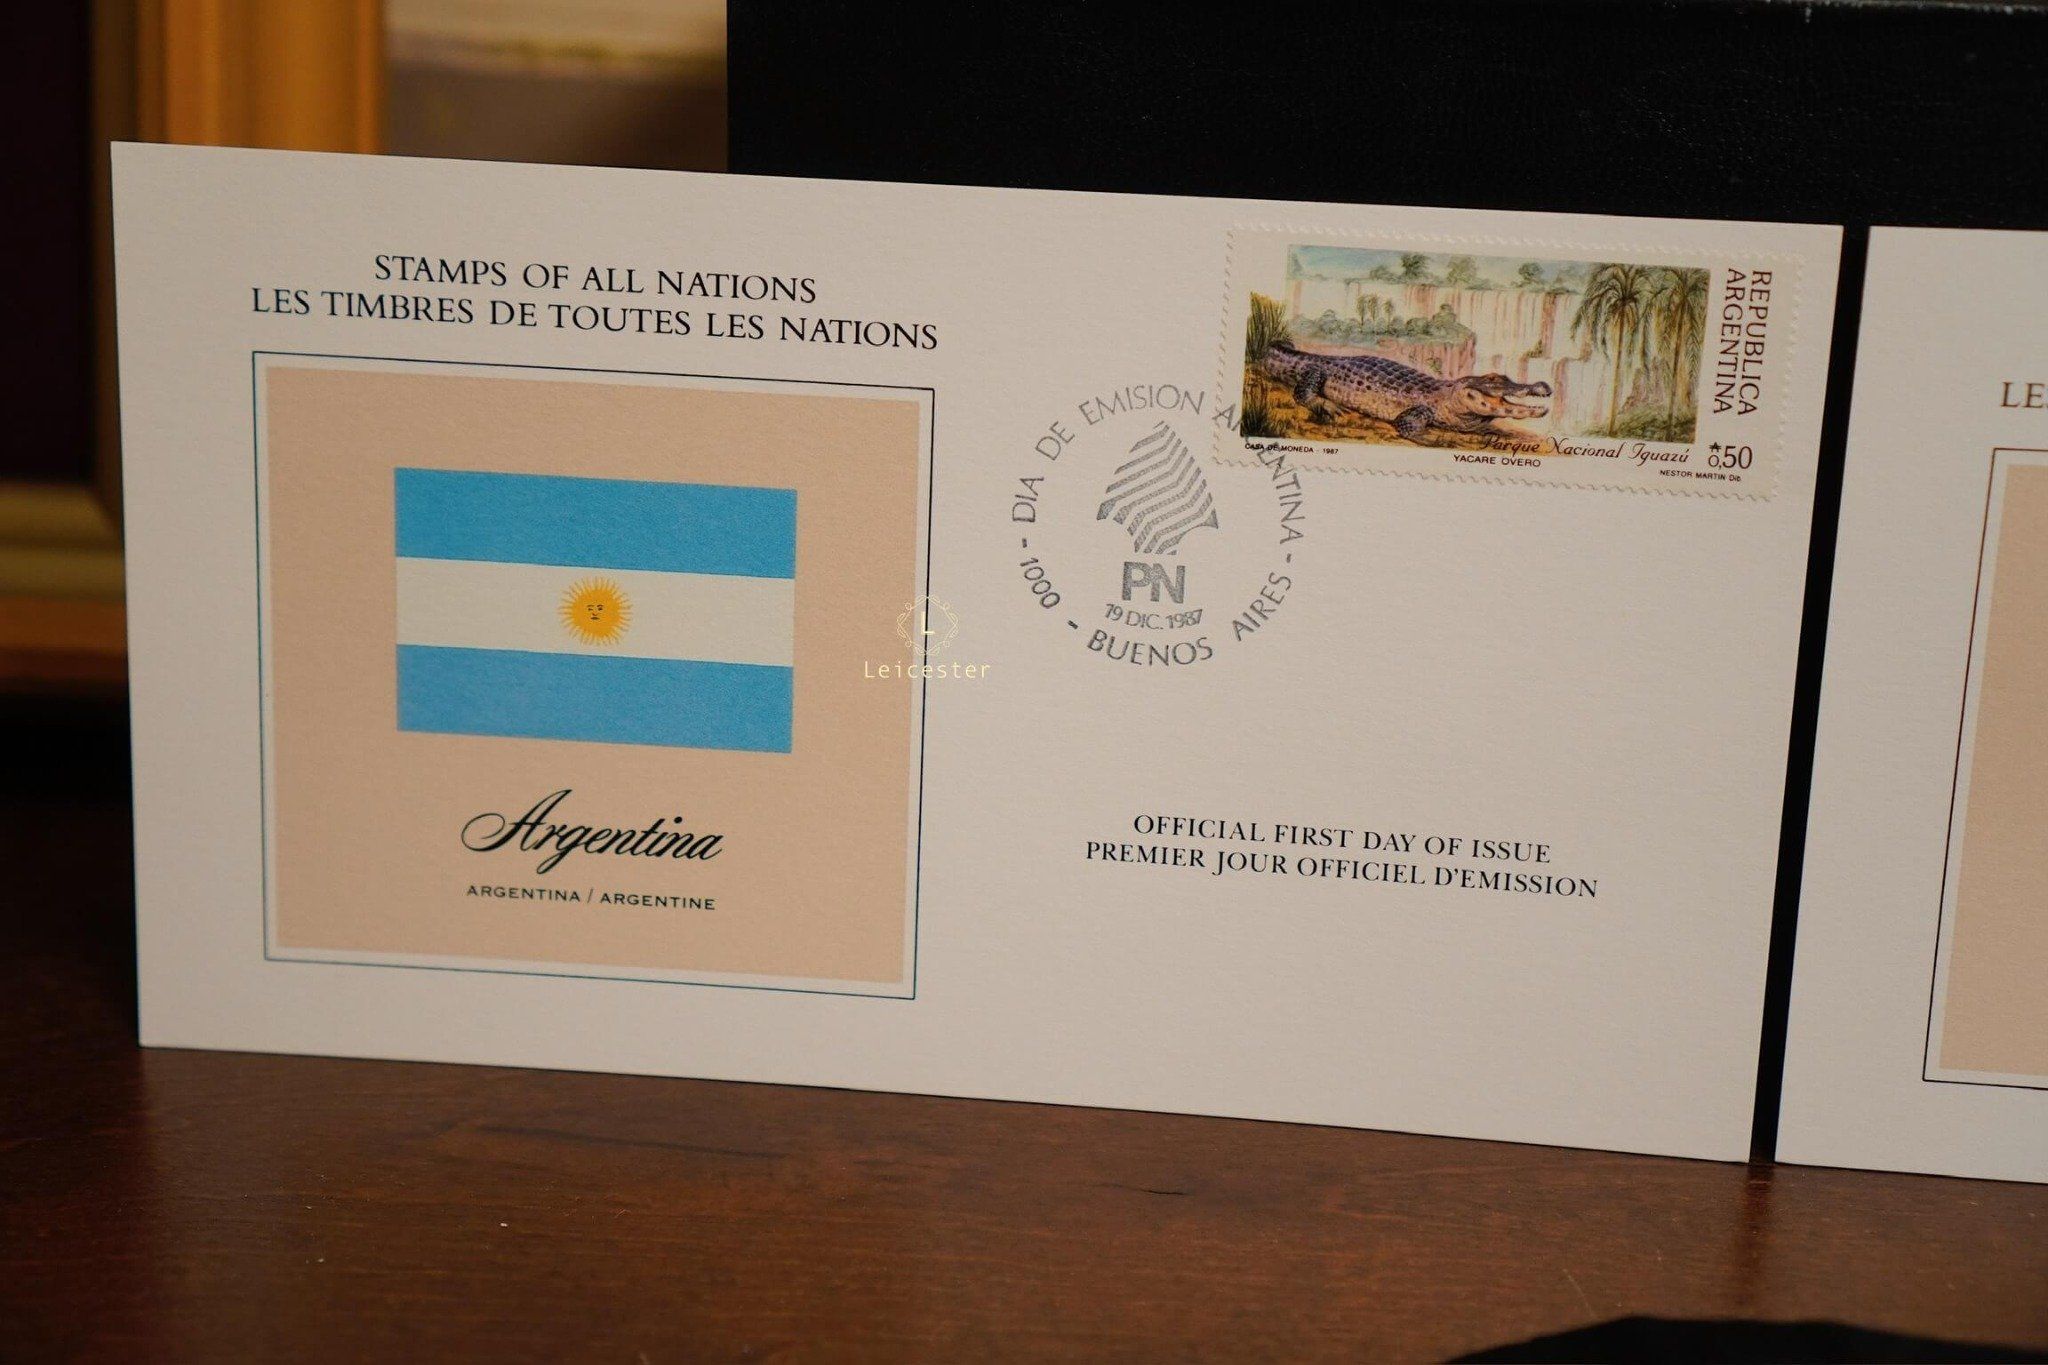 STAMPS OF ALL NATIONS
LES TIMBRES DE TOUTES LES NATIONS
Argentina
ARGENTINA / ARGENTINE
REPUBLICA
ARGENTINA
₳0,50
Parque Nacional Iguazú
YACARE OVERO
CASA DE MONEDA - 1987
NESTOR MARTIN Dib
1000 - DIA DE EMISION ARGENTINA -
PN
19 DIC. 1987
BUENOS AIRES
L
Leicester
OFFICIAL FIRST DAY OF ISSUE
PREMIER JOUR OFFICIEL D'EMISSION
LE